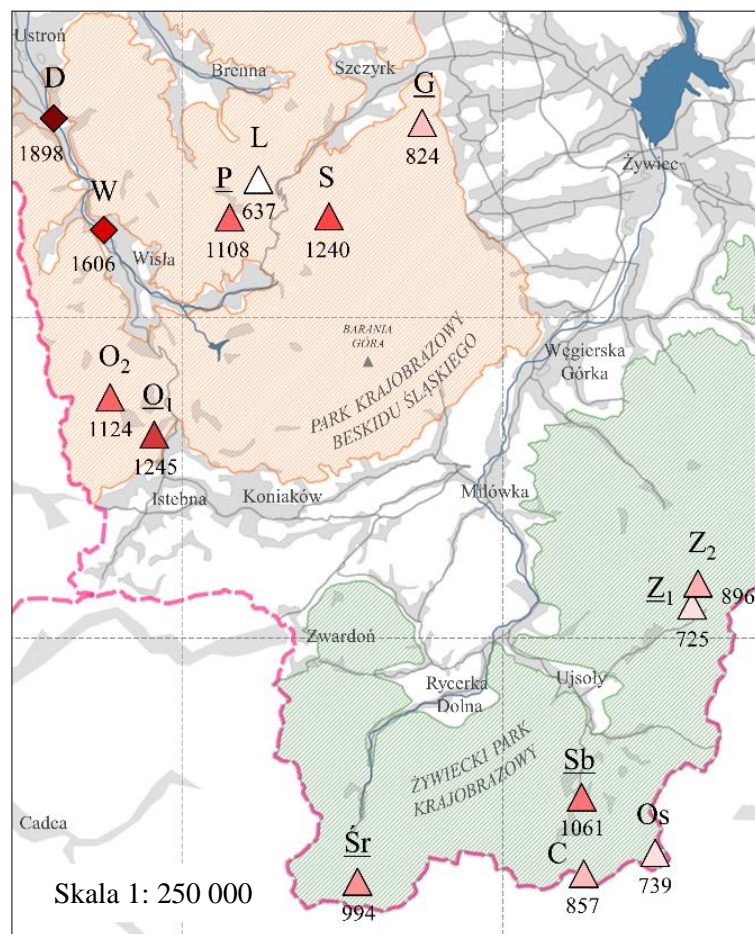 Ustroń
Brenna
Szczyrk
D
G
1898
824
L
P
S
637
1108
1240
Żywiec
W
1606
Wisła
BARANIA
GÓRA
PARK KRAJOBRAZOWY
BESKIDU ŚLĄSKIEGO
Węgierska
Górka
O2
1124
O1
1245
Istebna
Koniaków
Milówka
Z2
896
Z1
725
Zwardoń
Rycerka
Dolna
Ujsoły
ŻYWIECKI PARK
KRAJOBRAZOWY
Sb
1061
Cadca
Os
739
Śr
994
C
857
Skala 1: 250 000